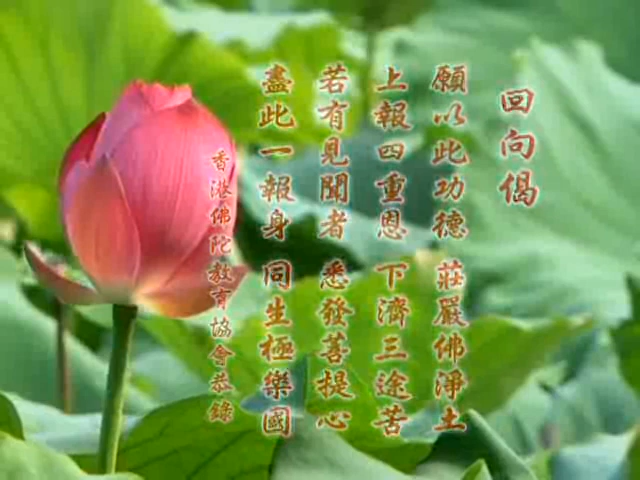 回向偈
願以此功德 莊嚴佛淨土
上報四重恩 下濟三途苦
若有見聞者 悉發菩提心
盡此一報身 同生極樂國
香港佛陀教育協會恭錄